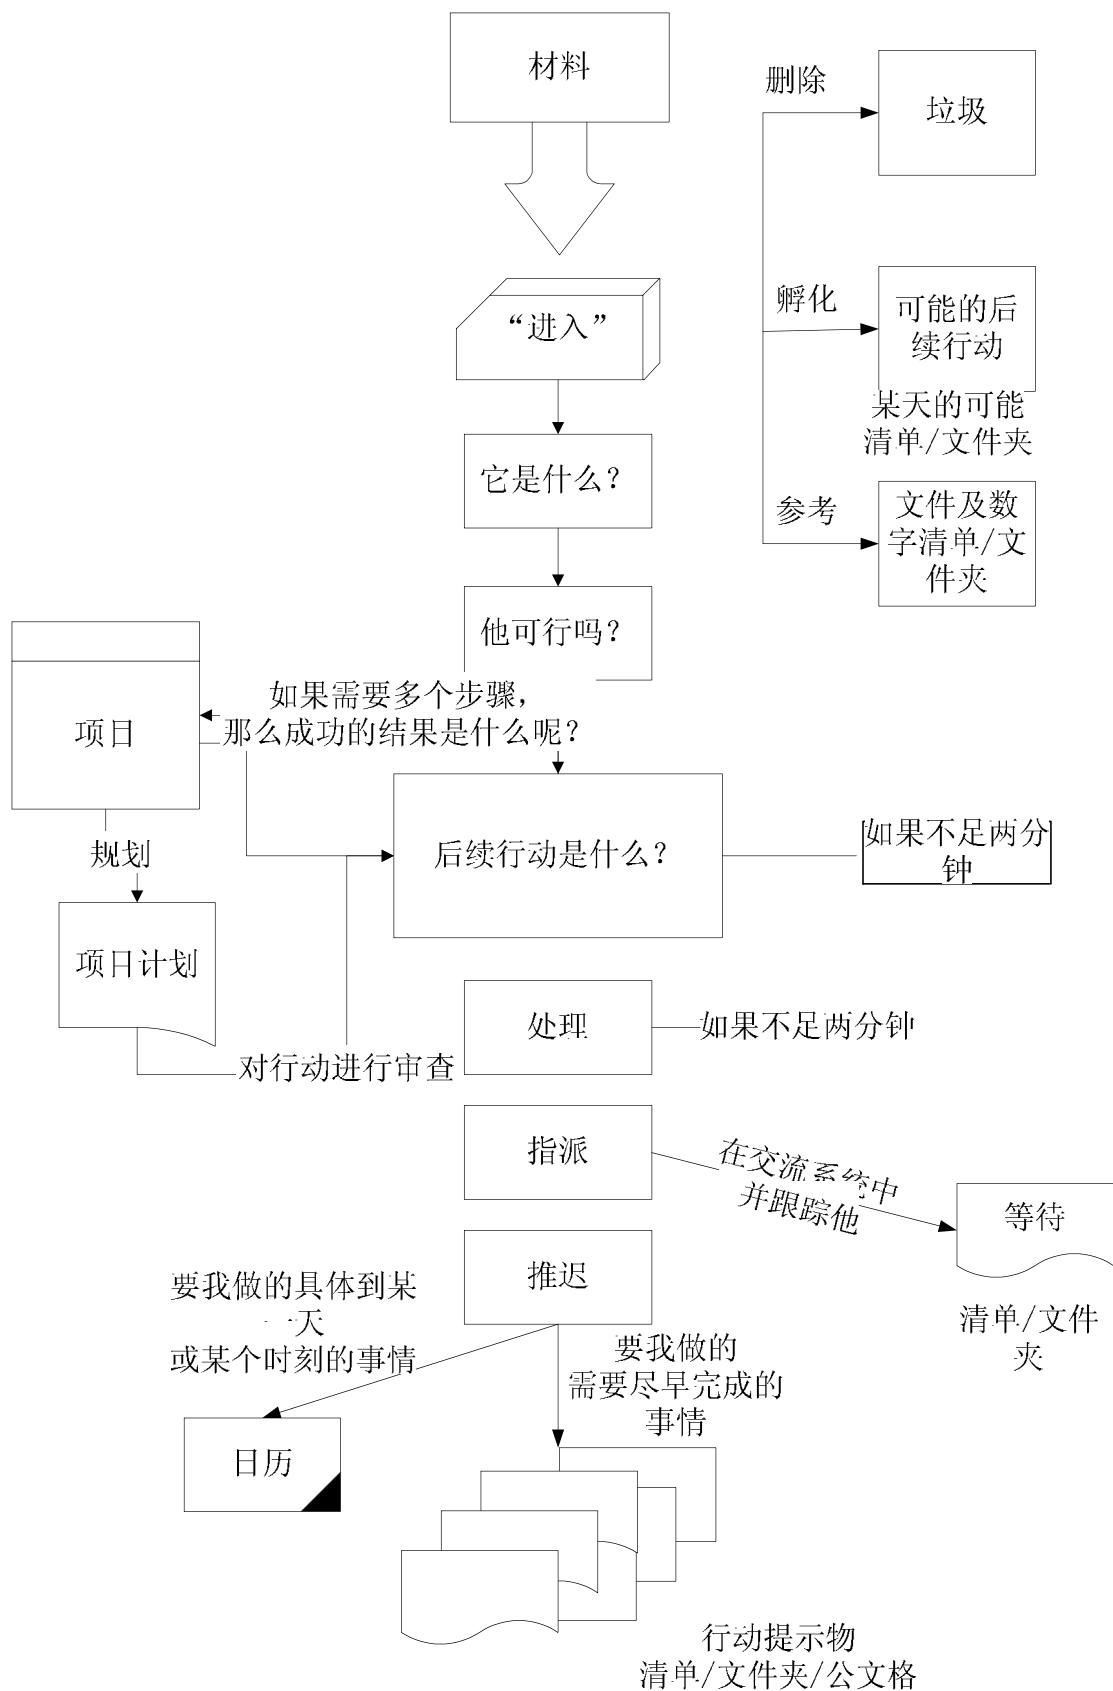 材料
删除
垃圾
“进入”
孵化
可能的后
续行动
某天的可能
清单/文件夹
它是什么？
参考
文件及数
字清单/文
件夹
他可行吗？
如果需要多个步骤，
那么成功的结果是什么呢？
项目
规划
后续行动是什么？
如果不足两分
钟
项目计划
处理
如果不足两分钟
对行动进行审查
指派
在交流系统中
并跟踪他
等待
清单/文件
夹
推迟
要我做的具体到某
一天
或某个时刻的事情
要我做的
需要尽早完成的
事情
日历
行动提示物
清单/文件夹/公文格